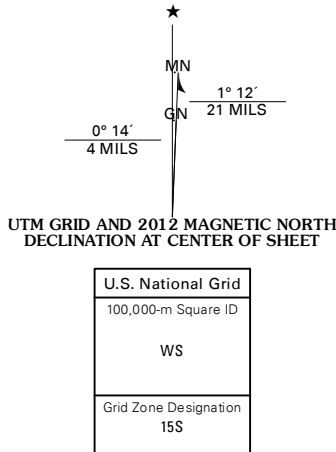 ★
MN
1° 12´
21 MILS
GN
0° 14´
4 MILS
UTM GRID AND 2012 MAGNETIC NORTH
DECLINATION AT CENTER OF SHEET
U.S. National Grid
100,000-m Square ID
WS
Grid Zone Designation
15S